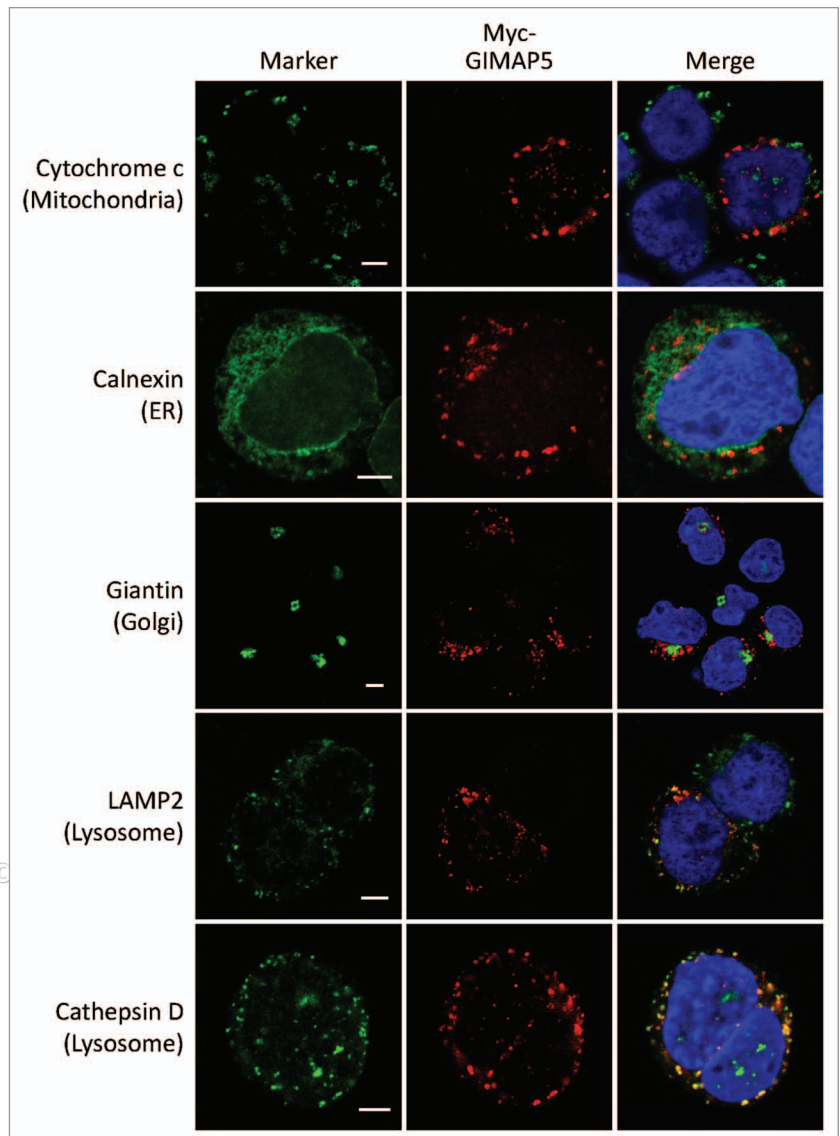 Marker
Myc-
GIMAP5
Merge
Cytochrome c
(Mitochondria)
Calnexin
(ER)
Giantin
(Golgi)
LAMP2
(Lysosome)
Cathepsin D
(Lysosome)